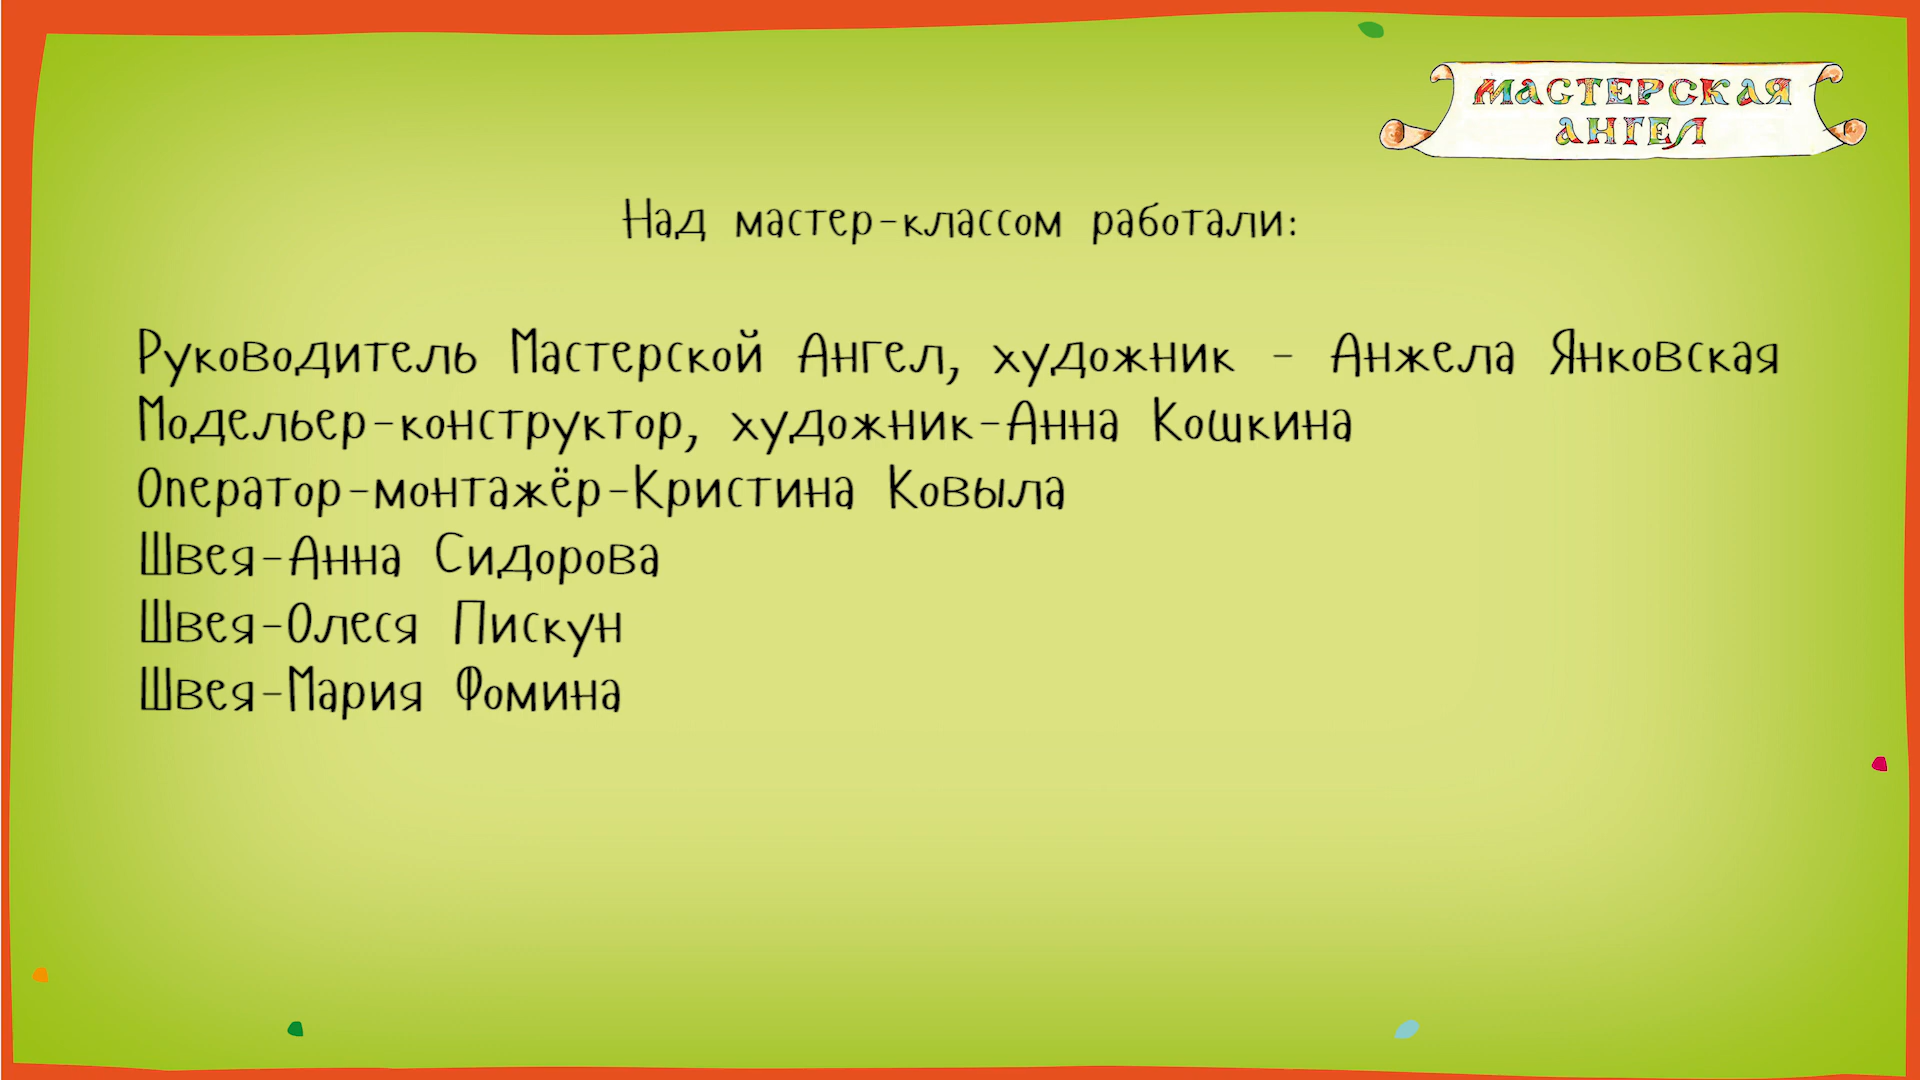 МАСТЕРСКАЯ
АНГЕЛ
Над мастер-классом работали:
Руководитель Мастерской Ангел, художник - Анжела Янковская
Модельер-конструктор, художник-Анна Кошкина
Оператор-монтажёр-Кристина Ковыла
Швея-Анна Сидорова
Швея-Олеся Пискун
Швея-Мария Фомина